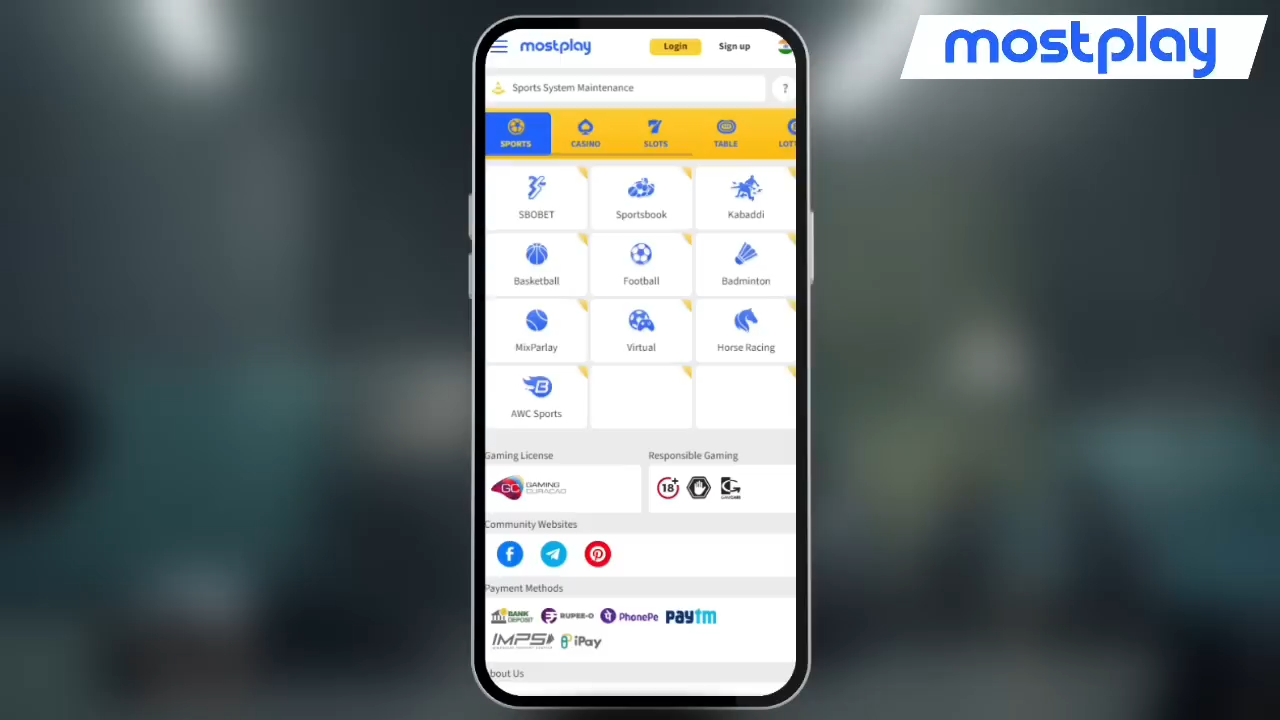 mostplay
mostplay
Login
Sign up
Sports System Maintenance
?
SPORTS
CASINO
SLOTS
TABLE
SBOBET
Sportsbook
Kabaddi
Basketball
Football
Badminton
MixParlay
Virtual
Horse Racing
AWC Sports
Gaming License
Responsible Gaming
GC GAMING CURACAO
18+
Community Websites
Payment Methods
BANK DEPOSIT
RUPEE-O
PhonePe
paytm
IMPS
iPay
bout Us